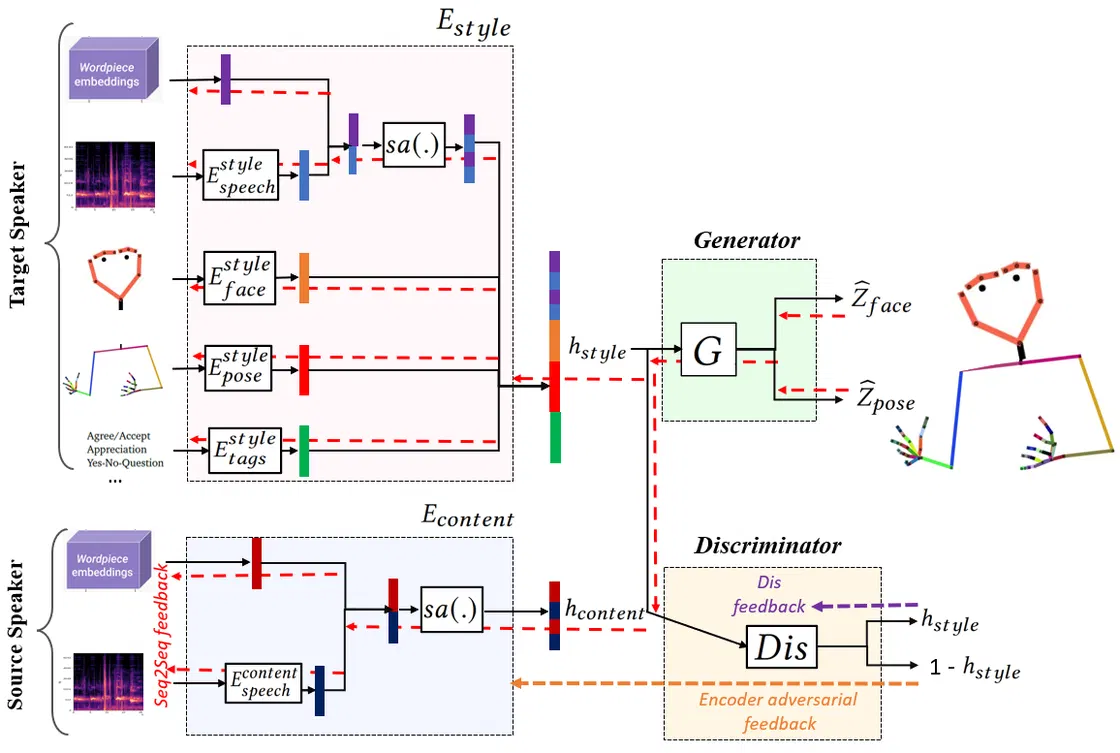 E_style
Target Speaker
Wordpiece
embeddings
sa(.)
E^style_speech
E^style_face
E^style_pose
Agree/Accept
Appreciation
Yes-No-Question
...
E^style_tags
h_style
Generator
G
Ẑ_face
Ẑ_pose
E_content
Source Speaker
Wordpiece
embeddings
Seq2Seq feedback
sa(.)
E^content_speech
h_content
Discriminator
Dis
feedback
Dis
h_style
1 - h_style
Encoder adversarial
feedback